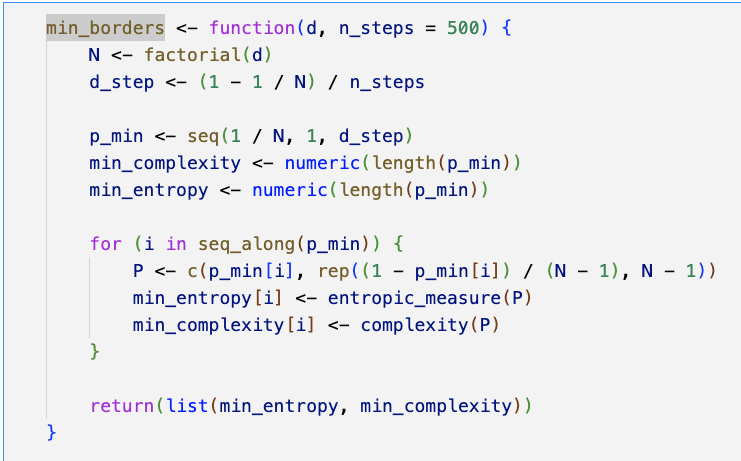 min_borders <- function(d, n_steps = 500) {
    N <- factorial(d)
    d_step <- (1 - 1 / N) / n_steps

    p_min <- seq(1 / N, 1, d_step)
    min_complexity <- numeric(length(p_min))
    min_entropy <- numeric(length(p_min))

    for (i in seq_along(p_min)) {
        P <- c(p_min[i], rep((1 - p_min[i]) / (N - 1), N - 1))
        min_entropy[i] <- entropic_measure(P)
        min_complexity[i] <- complexity(P)
    }

    return(list(min_entropy, min_complexity))
}